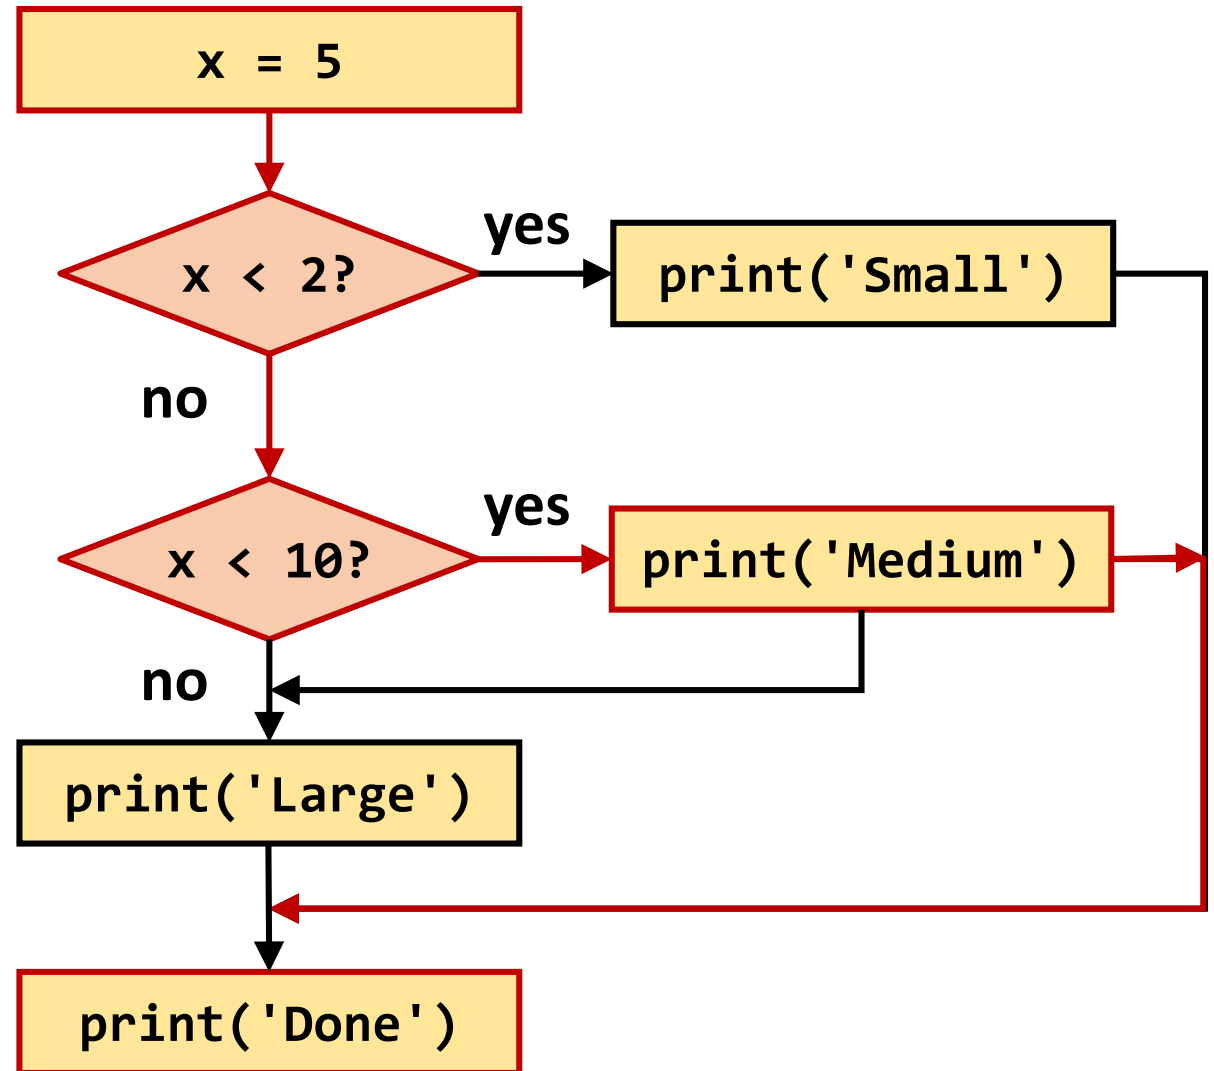 x = 5
x < 2?
yes
print('Small')
no
x < 10?
yes
print('Medium')
no
print('Large')
print('Done')